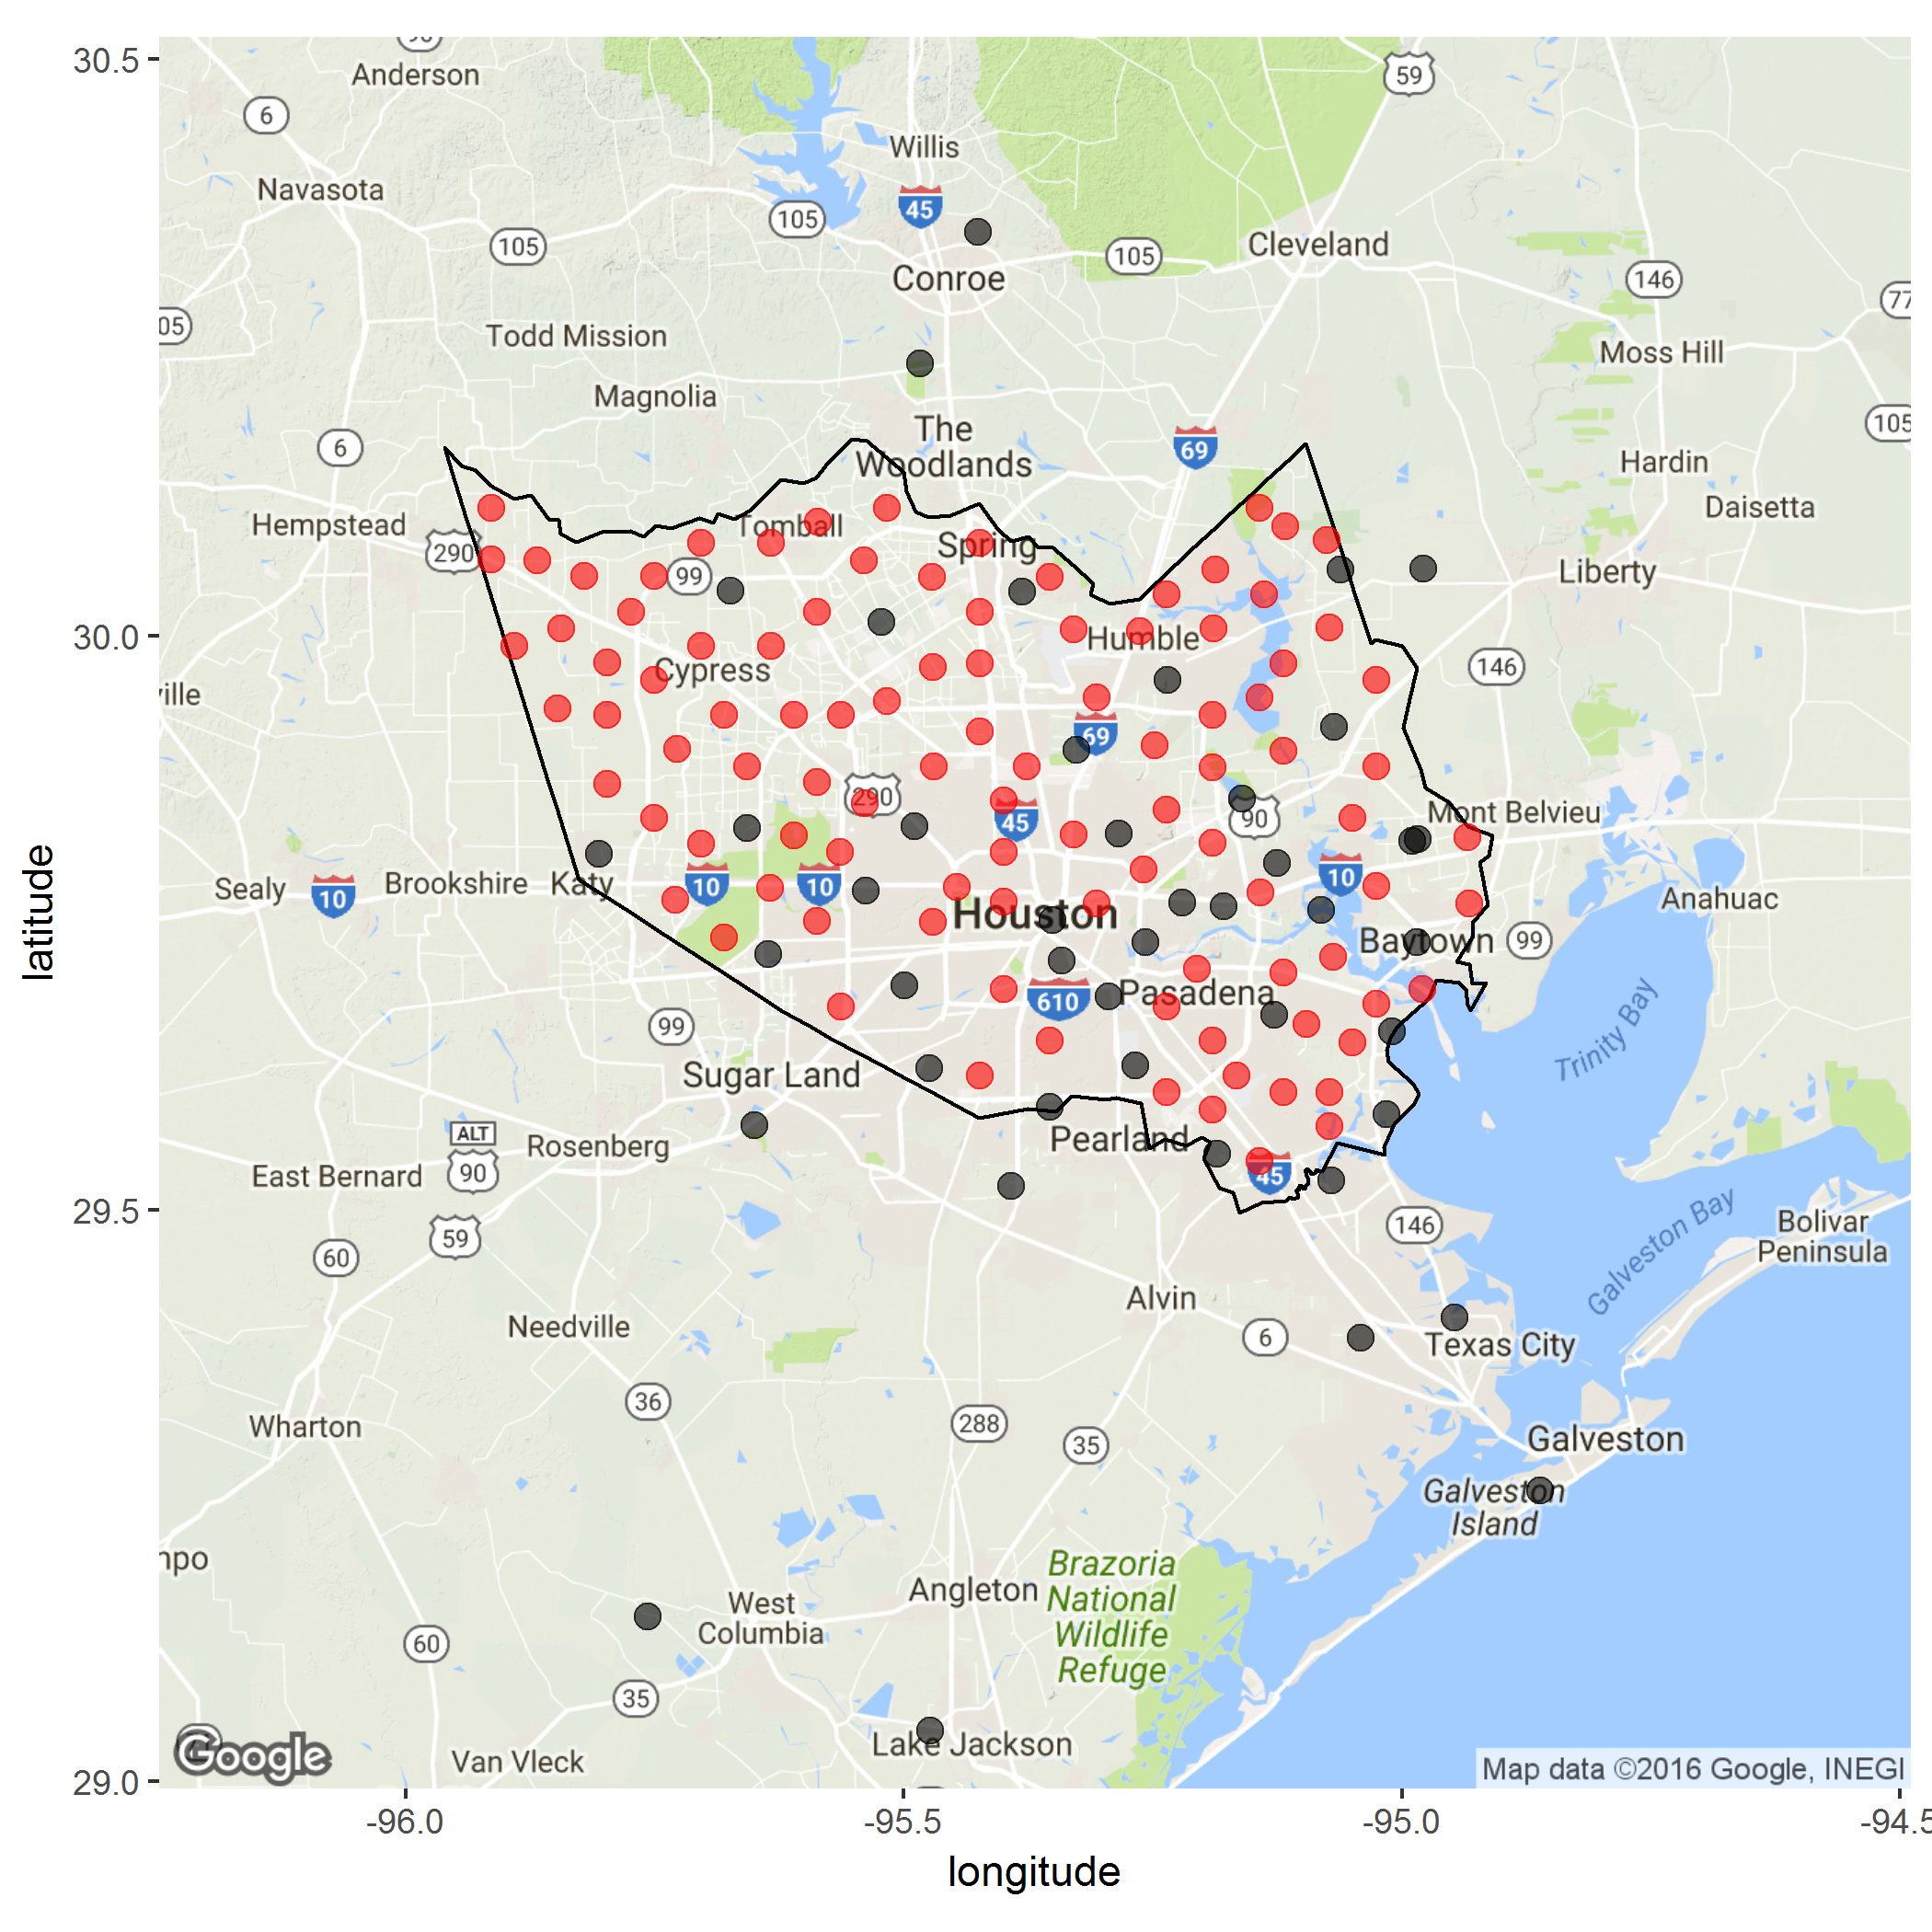 30.5
Anderson
59
6
Willis
Navasota
45
105
105
105
Cleveland
Conroe
146
77
05
Todd Mission
Moss Hill
Magnolia
105
The
Woodlands
6
69
Hardin
Daisetta
Hempstead
Tomball
290
Spring
99
Liberty
30.0
Humble
Cypress
146
ville
69
290
45
90
Mont Belvieu
Sealy
10
Brookshire
Katy
10
10
10
Anahuac
Houston
Baytown
99
610
Pasadena
99
Trinity Bay
Sugar Land
ALT
90
Rosenberg
Pearland
East Bernard
45
29.5
59
60
146
Bolivar
Peninsula
Galveston Bay
Alvin
Needville
6
Texas City
36
Wharton
288
35
Galveston
Galveston
Island
npo
Brazoria
National
Wildlife
Refuge
Angleton
West
Columbia
60
35
Google
Van Vleck
Lake Jackson
Map data ©2016 Google, INEGI
29.0
-96.0
-95.5
-95.0
-94.5
longitude
latitude